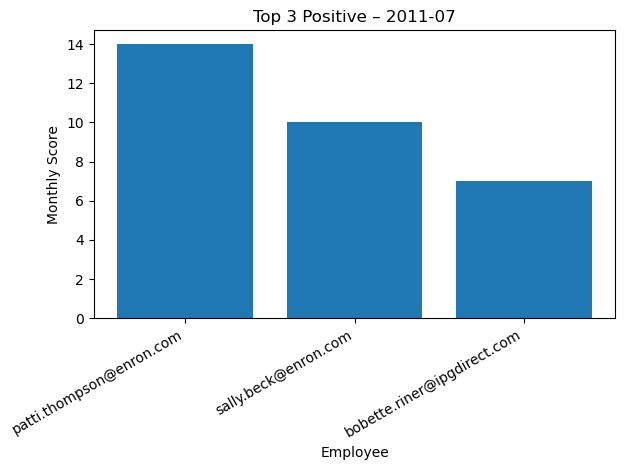 Top 3 Positive – 2011-07
Monthly Score
14
12
10
8
6
4
2
0
patti.thompson@enron.com
sally.beck@enron.com
bobette.riner@ipgdirect.com
Employee